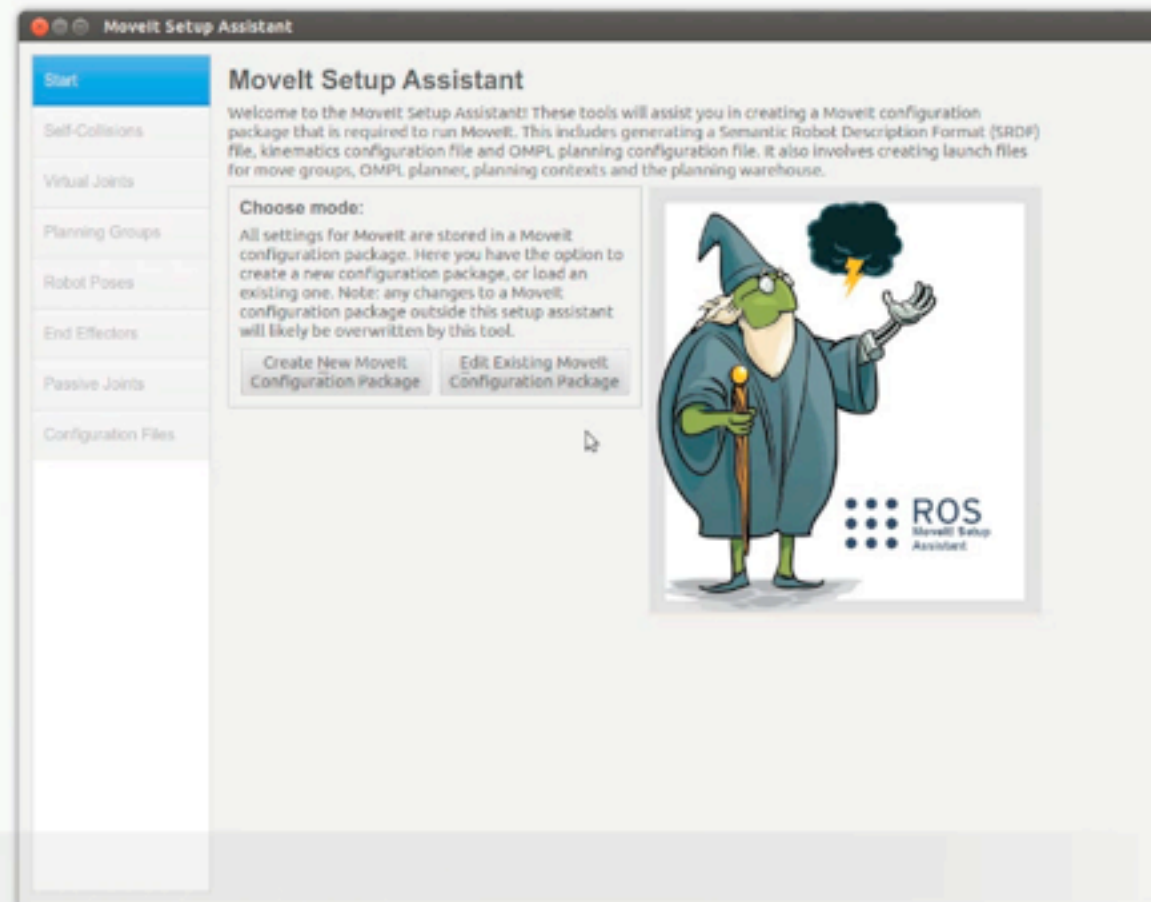 MoveIt Setup Assistant
Start
Self-Collisions
Virtual Joints
Planning Groups
Robot Poses
End Effectors
Passive Joints
Configuration Files
MoveIt Setup Assistant
Welcome to the MoveIt Setup Assistant! These tools will assist you in creating a MoveIt configuration
package that is required to run MoveIt. This includes generating a Semantic Robot Description Format (SRDF)
file, kinematics configuration file and OMPL planning configuration file. It also involves creating launch files
for move groups, OMPL planner, planning contexts and the planning warehouse.
Choose mode:
All settings for MoveIt are stored in a MoveIt
configuration package. Here you have the option to
create a new configuration package, or load an
existing one. Note: any changes to a MoveIt
configuration package outside this setup assistant
will likely be overwritten by this tool.
Create New MoveIt
Configuration Package
Edit Existing MoveIt
Configuration Package
ROS
MoveIt! Setup
Assistant